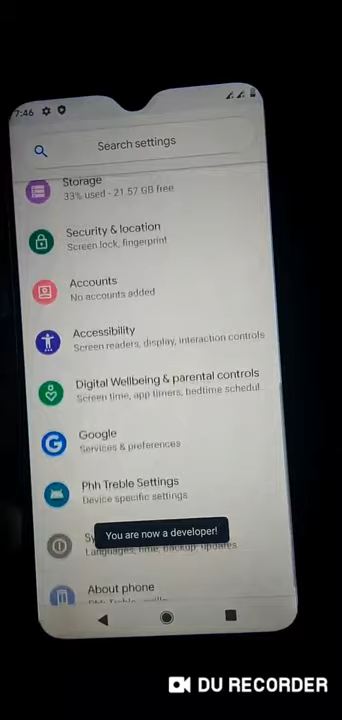 7:46
Search settings
Storage
33% used - 21.57 GB free
Security & location
Screen lock, fingerprint
Accounts
No accounts added
Accessibility
Screen readers, display, interaction controls
Digital Wellbeing & parental controls
Screen time, app timers, bedtime schedul
Google
Services & preferences
Phh Treble Settings
Device specific settings
You are now a developer!
Sy
Languages, time, backup, updates
About phone
Phh Treble
DU RECORDER